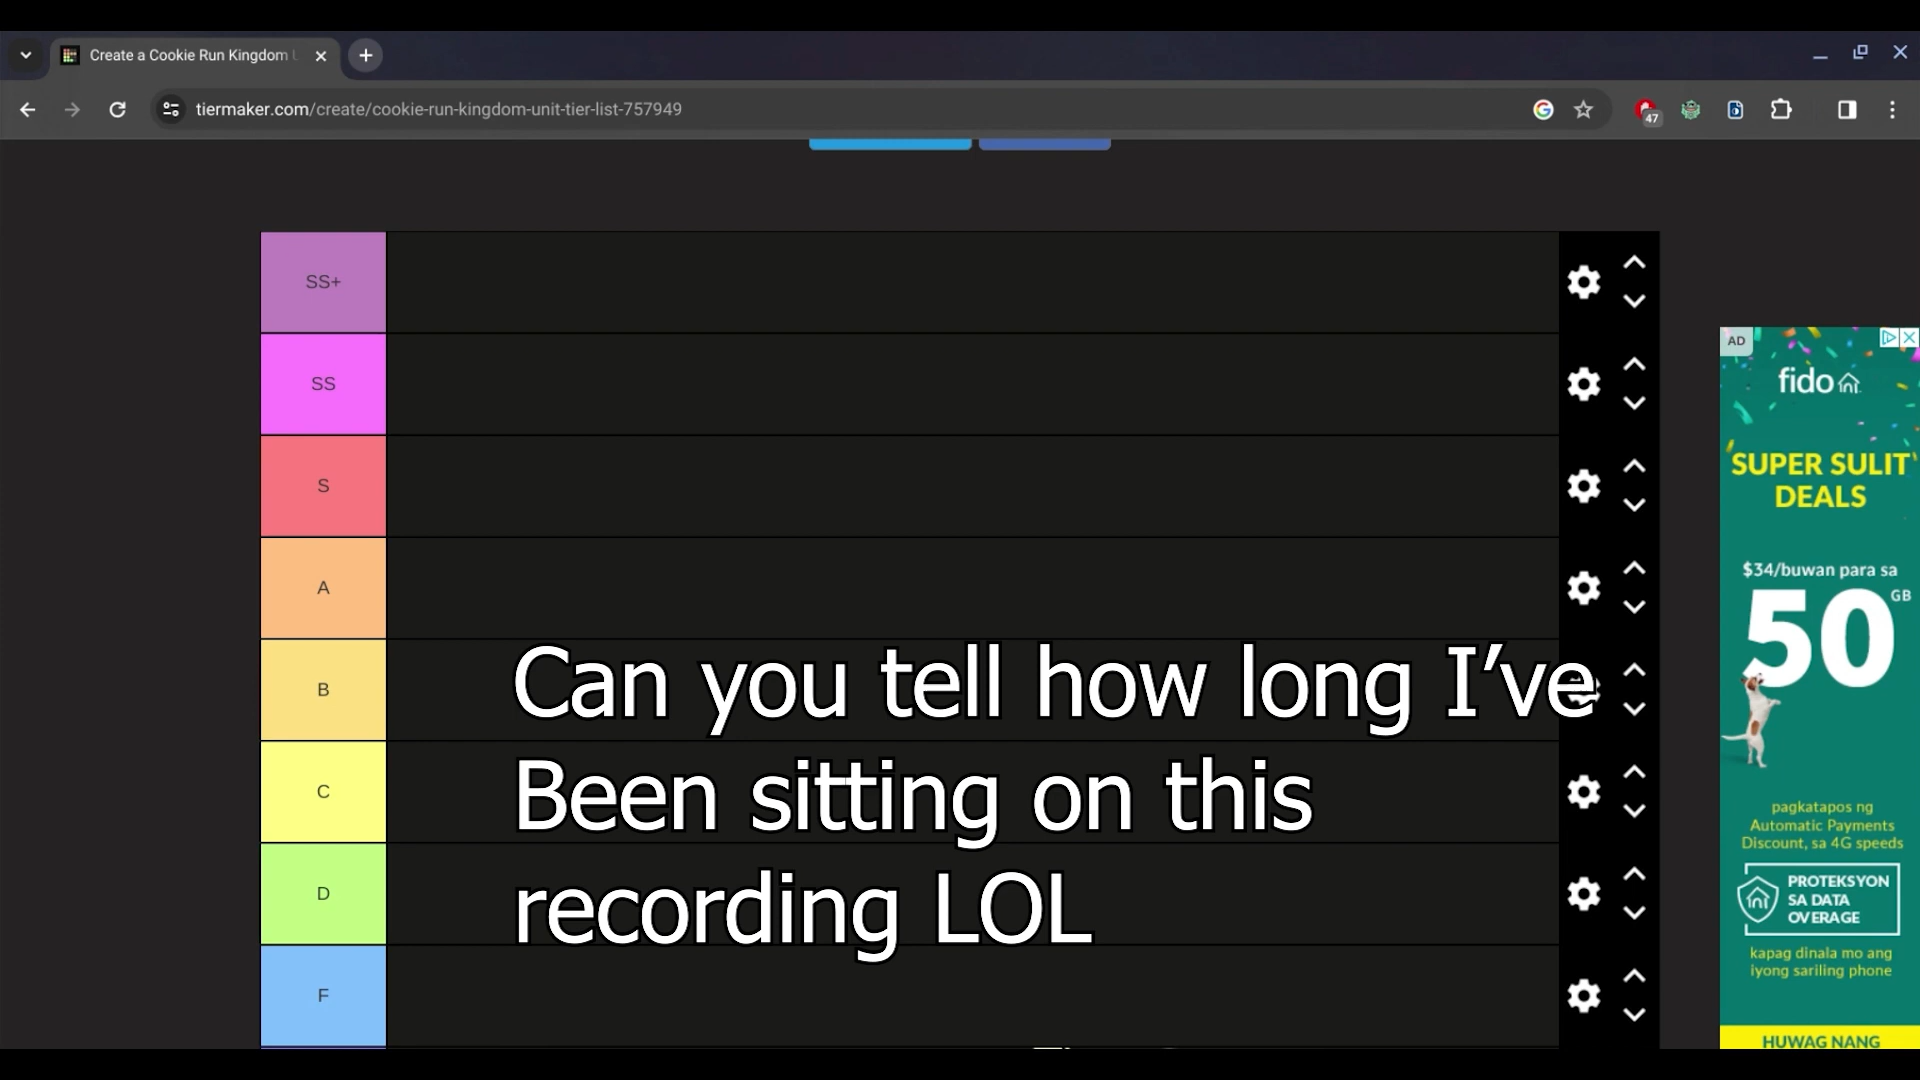 Create a Cookie Run Kingdom
tiermaker.com/create/cookie-run-kingdom-unit-tier-list-757949
47
SS+
SS
S
A
B
C
D
F
Can you tell how long I’ve
Been sitting on this
recording LOL
AD
fido
SUPER SULIT
DEALS
$34/buwan para sa
50 GB
pagkatapos ng
Automatic Payments
Discount, sa 4G speeds
PROTEKSYON
SA DATA
OVERAGE
kapag dinala mo ang
iyong sariling phone
HUWAG NANG